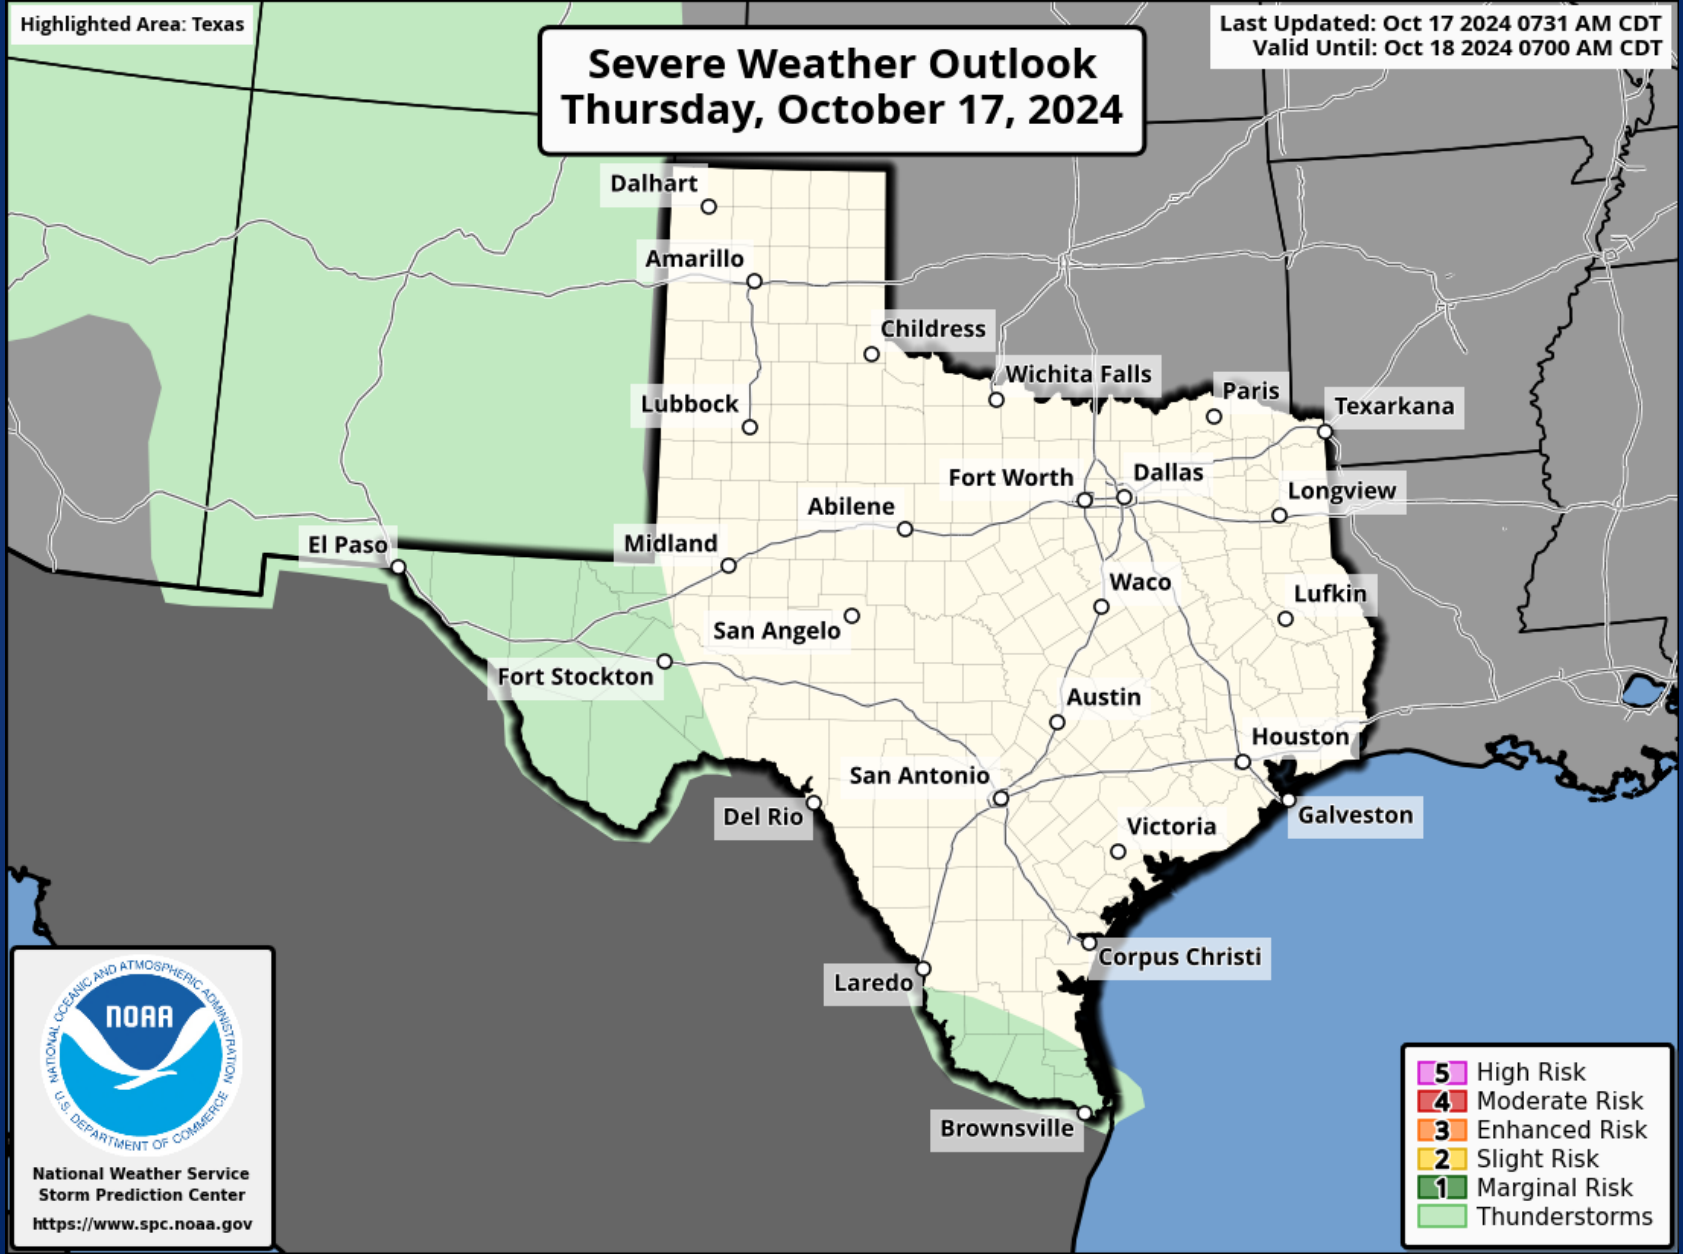 Highlighted Area: Texas
Severe Weather Outlook
Thursday, October 17, 2024
Last Updated: Oct 17 2024 0731 AM CDT
Valid Until: Oct 18 2024 0700 AM CDT
Dalhart
Amarillo
Childress
Wichita Falls
Paris
Texarkana
Lubbock
Fort Worth
Dallas
Longview
Abilene
El Paso
Midland
Waco
Lufkin
San Angelo
Fort Stockton
Austin
Houston
San Antonio
Del Rio
Galveston
Victoria
Corpus Christi
Laredo
Brownsville
NATIONAL OCEANIC AND ATMOSPHERIC ADMINISTRATION
NOAA
U.S. DEPARTMENT OF COMMERCE
National Weather Service
Storm Prediction Center
https://www.spc.noaa.gov
5 High Risk
4 Moderate Risk
3 Enhanced Risk
2 Slight Risk
1 Marginal Risk
Thunderstorms